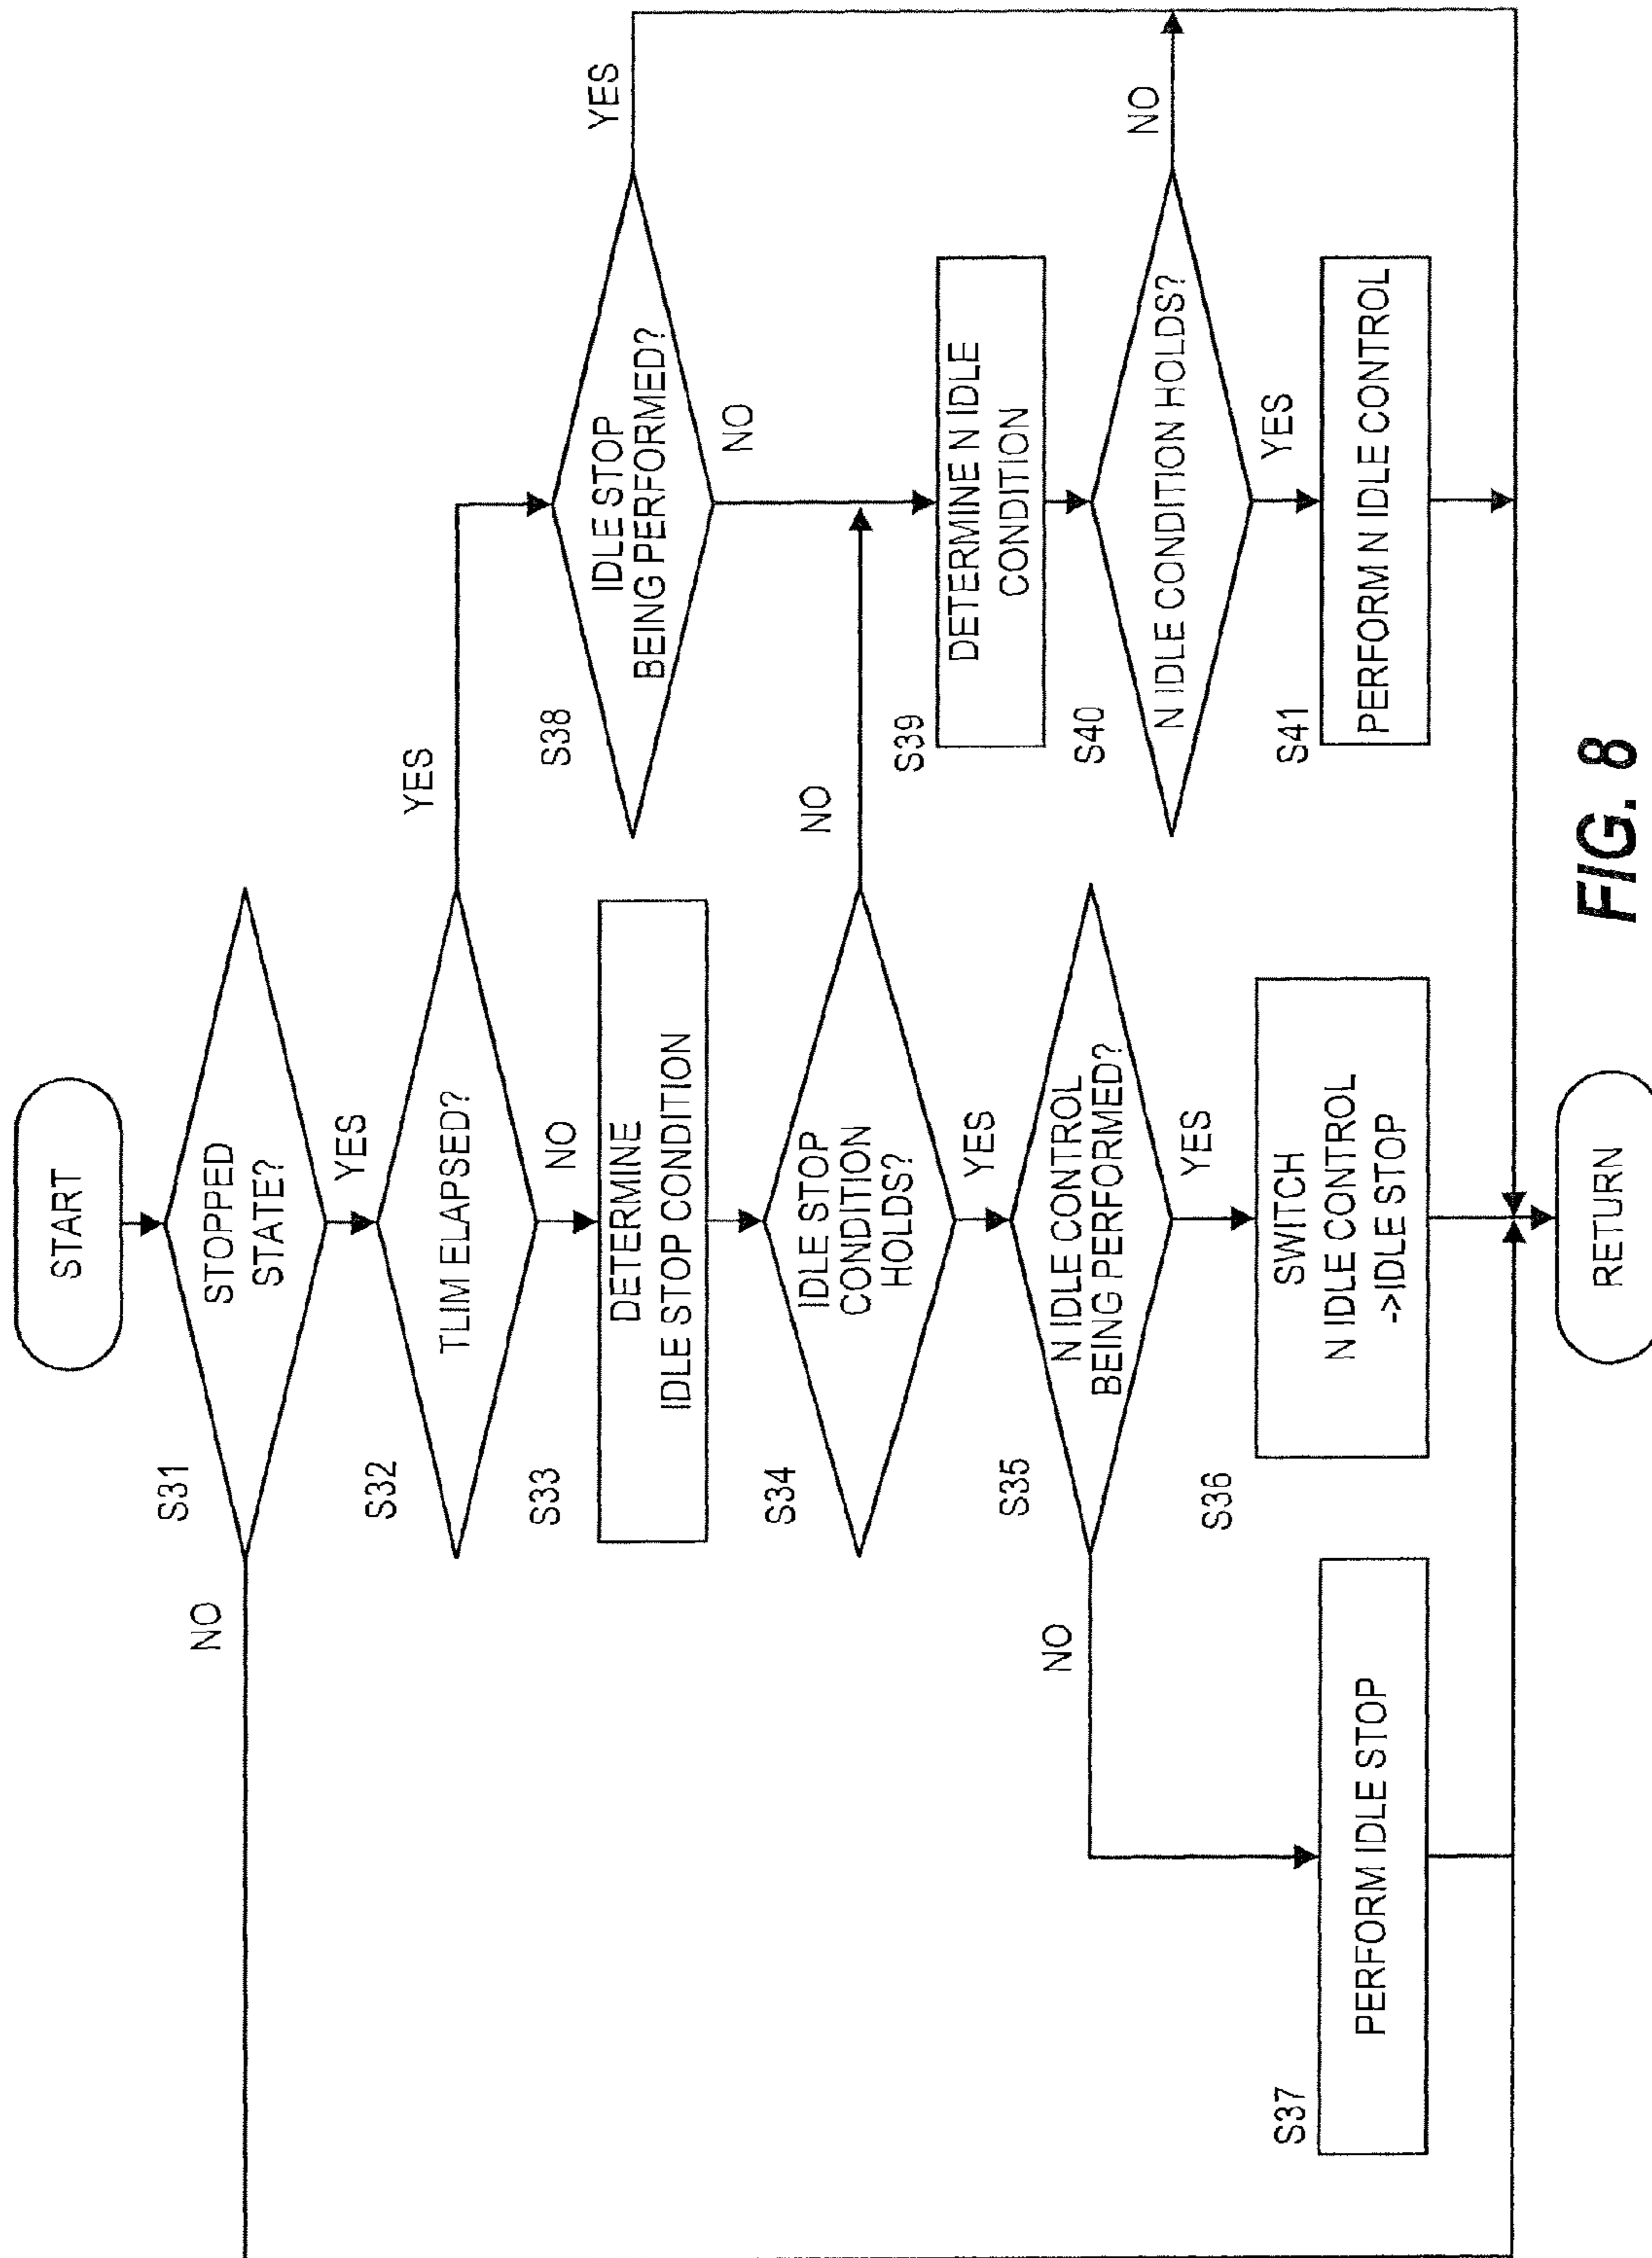 START
S31
STOPPED
STATE?
NO
YES
S32
TLIM ELAPSED?
YES
NO
S33
DETERMINE
IDLE STOP CONDITION
S34
IDLE STOP
CONDITION
HOLDS?
NO
YES
S35
N IDLE CONTROL
BEING PERFORMED?
NO
YES
S36
SWITCH
N IDLE CONTROL
->IDLE STOP
S37
PERFORM IDLE STOP
S38
IDLE STOP
BEING PERFORMED?
YES
NO
S39
DETERMINE N IDLE
CONDITION
S40
N IDLE CONDITION HOLDS?
NO
YES
S41
PERFORM N IDLE CONTROL
RETURN
FIG. 8